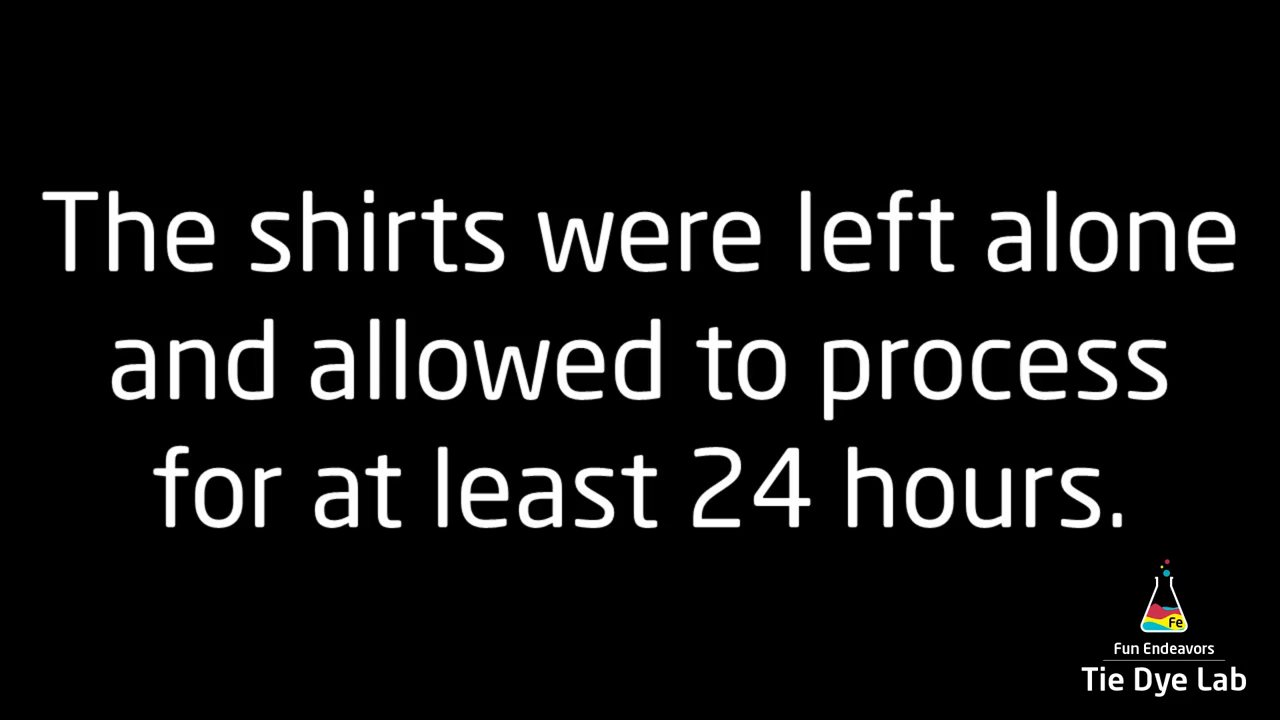 The shirts were left alone
and allowed to process
for at least 24 hours.
Fe
Fun Endeavors
Tie Dye Lab